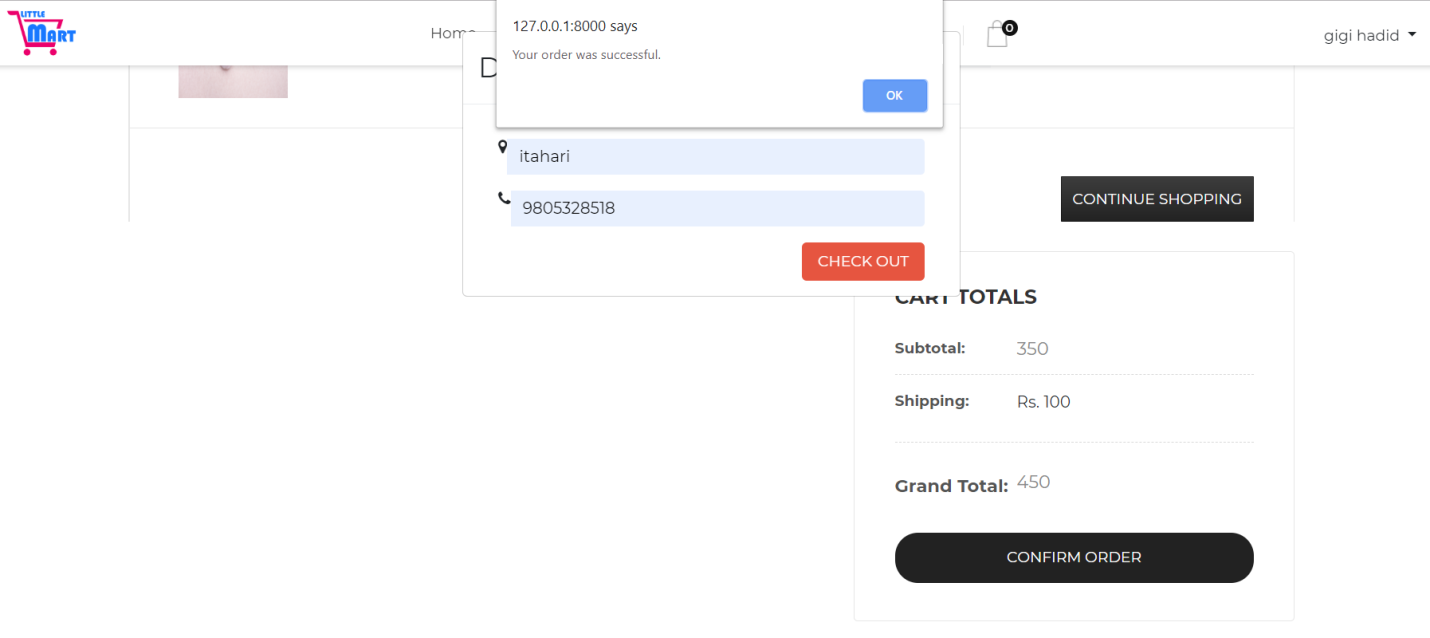 LITTLE
MART
Home
127.0.0.1:8000 says
Your order was successful.
OK
0
gigi hadid
D
itahari
9805328518
CHECK OUT
CONTINUE SHOPPING
CART TOTALS
Subtotal: 350
Shipping: Rs. 100
Grand Total: 450
CONFIRM ORDER